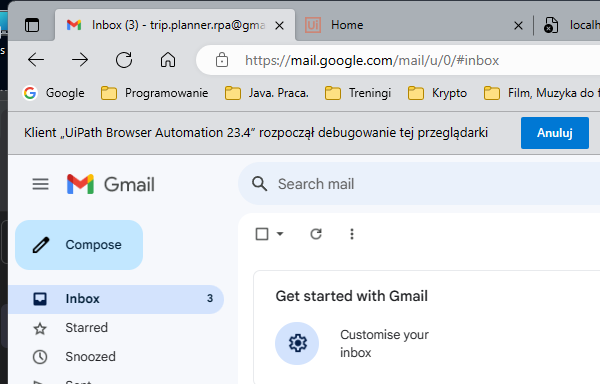 Inbox (3) - trip.planner.rpa@gma
Home
localh
https://mail.google.com/mail/u/0/#inbox
Google
Programowanie
Java. Praca.
Treningi
Krypto
Film, Muzyka do f
Klient „UiPath Browser Automation 23.4” rozpoczął debugowanie tej przeglądarki
Anuluj
Gmail
Search mail
Compose
Inbox 3
Get started with Gmail
Starred
Customise your
inbox
Snoozed